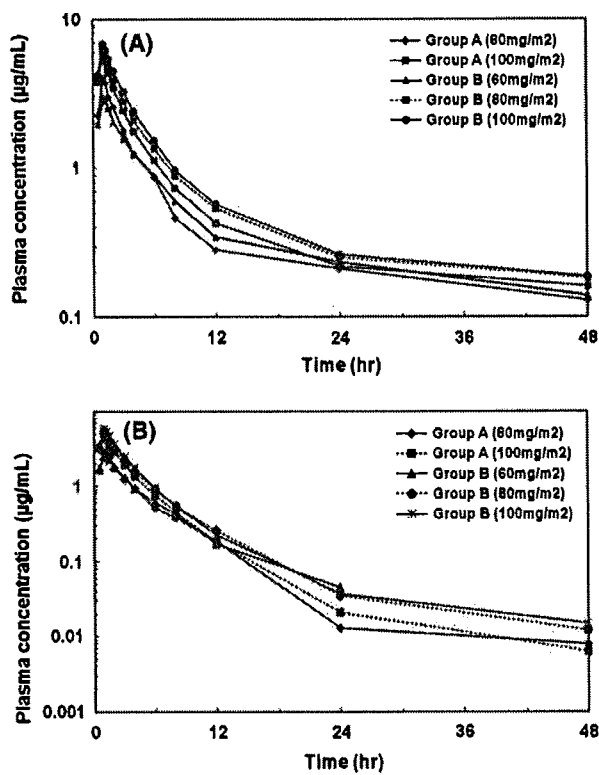 (A)
10
1
0.1
Plasma concentration (µg/mL)
Group A (80mg/m2)
Group A (100mg/m2)
Group B (60mg/m2)
Group B (80mg/m2)
Group B (100mg/m2)
0 12 24 36 48
Time (hr)
(B)
1
0.1
0.01
0.001
Plasma concentration (µg/mL)
Group A (80mg/m2)
Group A (100mg/m2)
Group B (60mg/m2)
Group B (80mg/m2)
Group B (100mg/m2)
0 12 24 36 48
Time (hr)